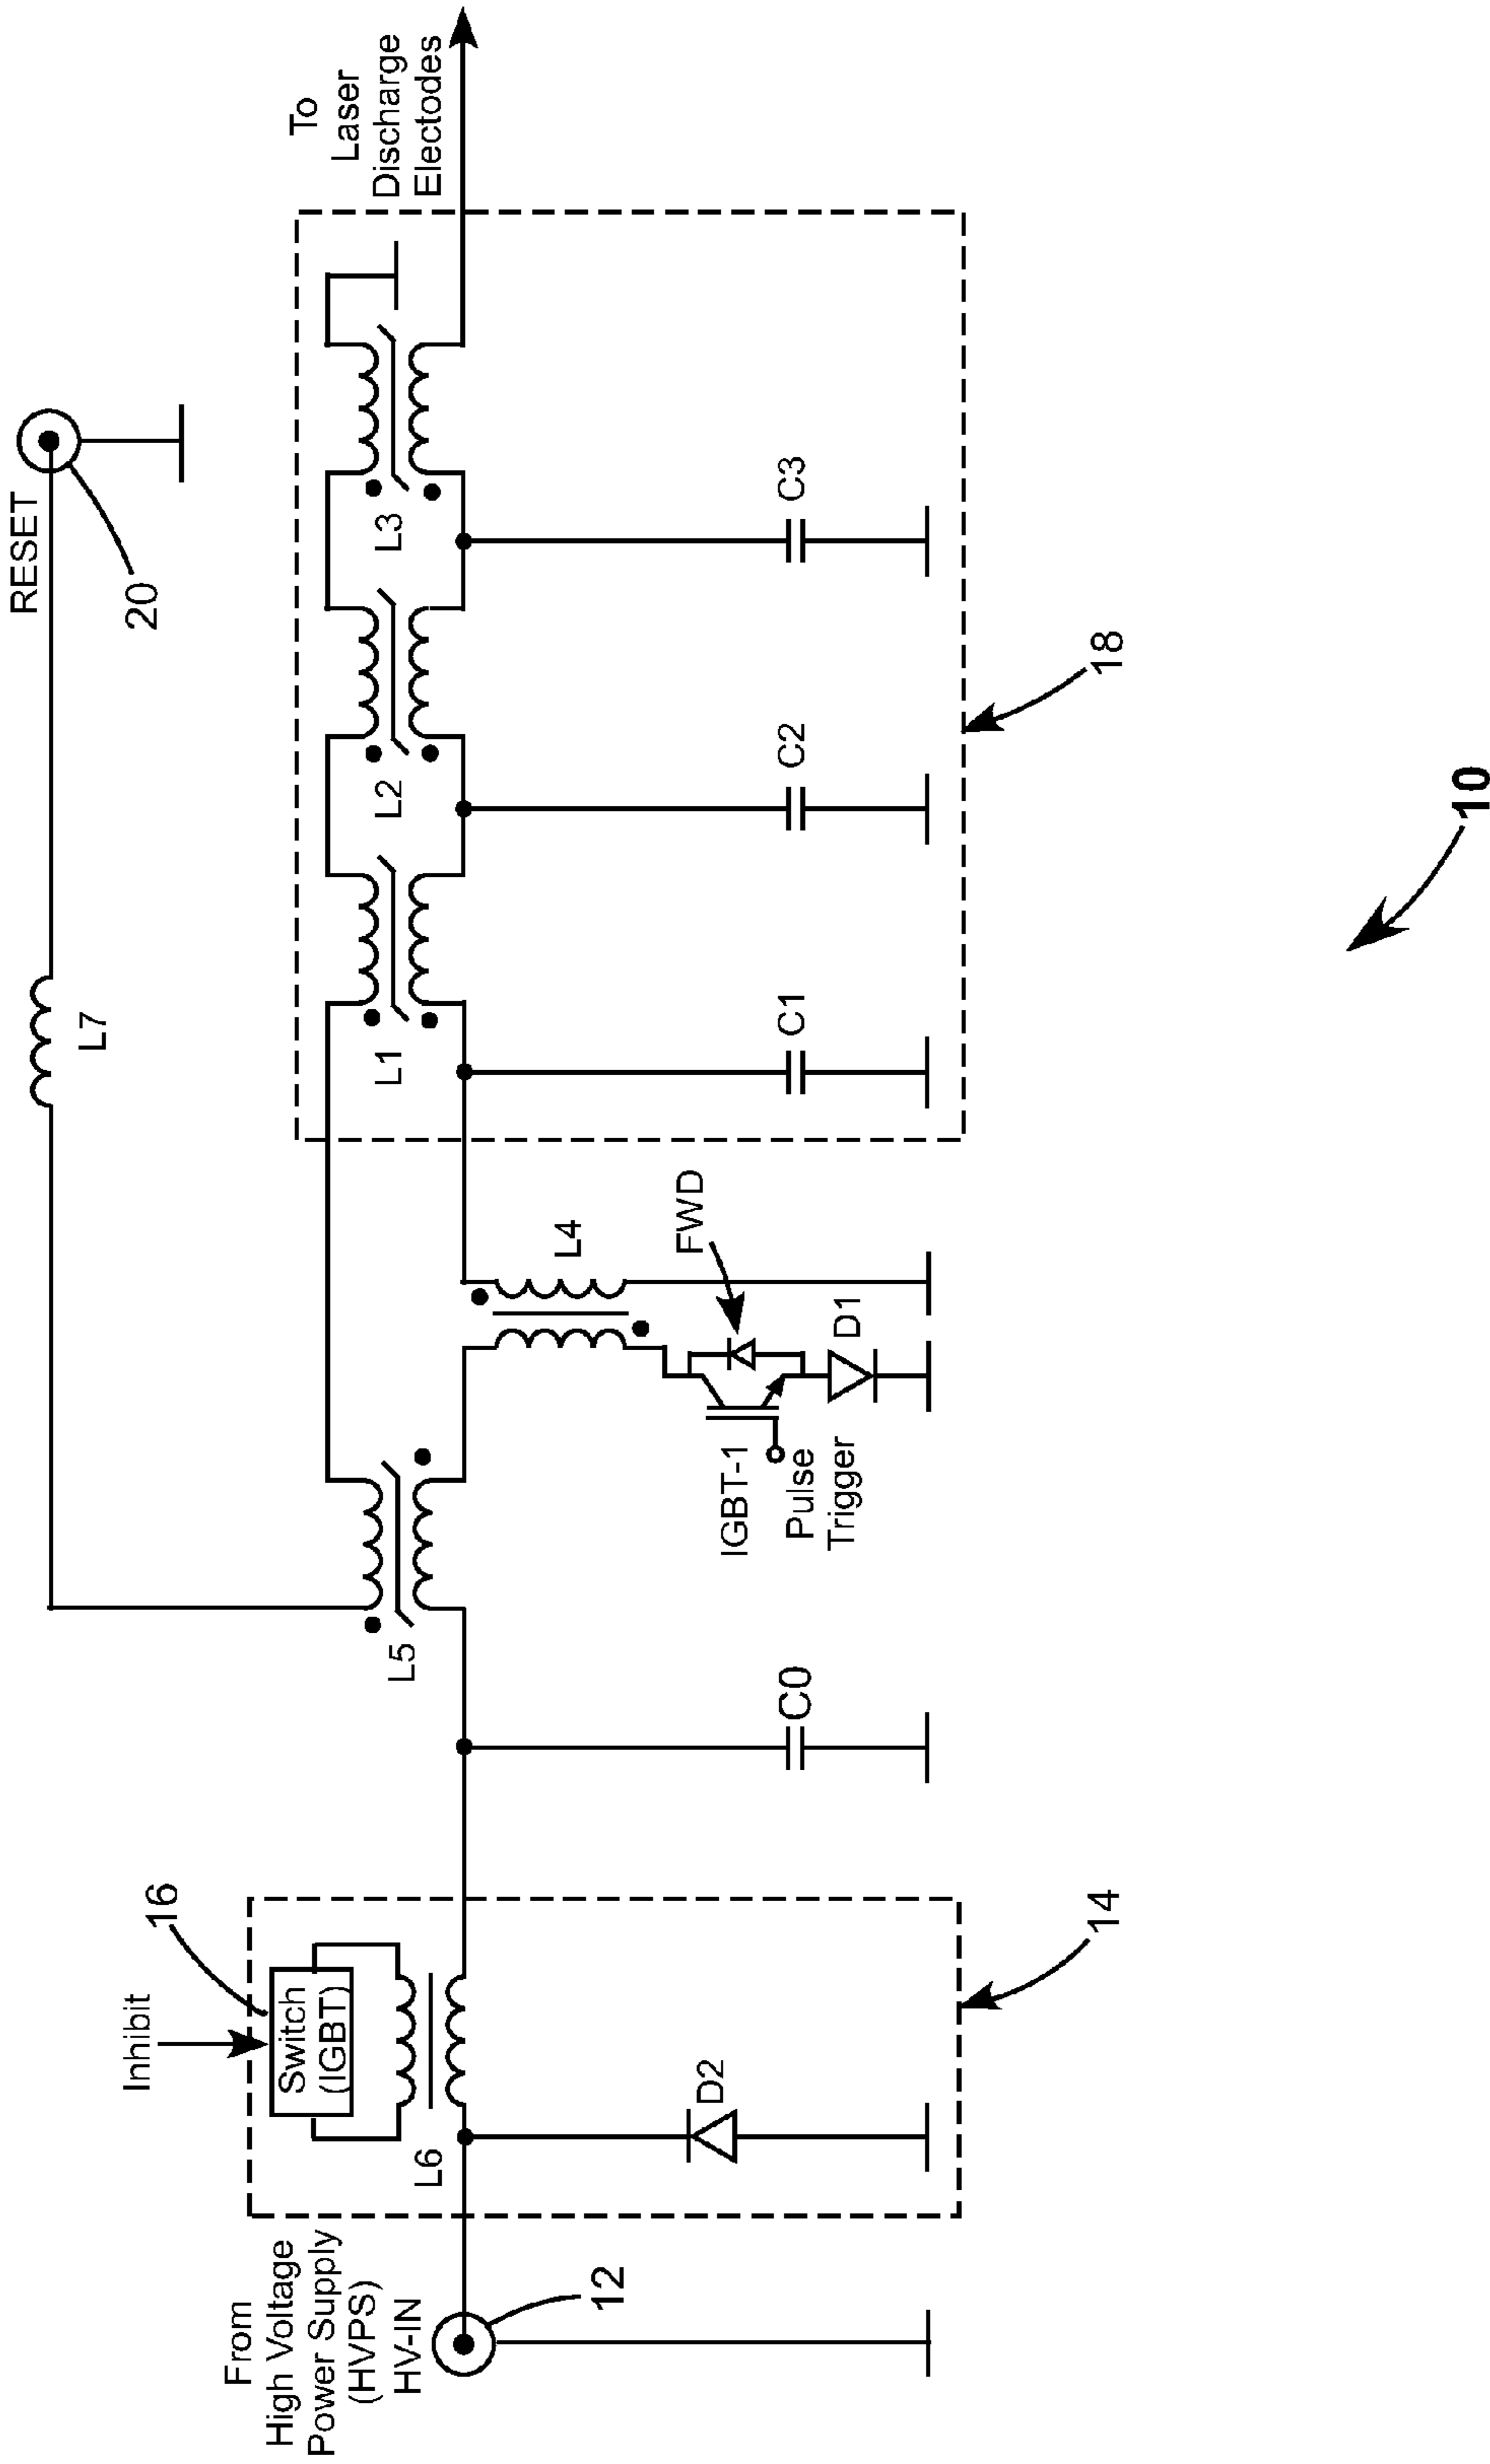 From
High Voltage
Power Supply
(HVPS)
HV-IN
12
Inhibit
16
Switch
(IGBT)
L6
D2
14
C0
L5
RESET
20
L7
IGBT-1
Pulse
Trigger
FWD
D1
L4
L1
L2
L3
C1
C2
C3
18
To
Laser
Discharge
Electodes
10